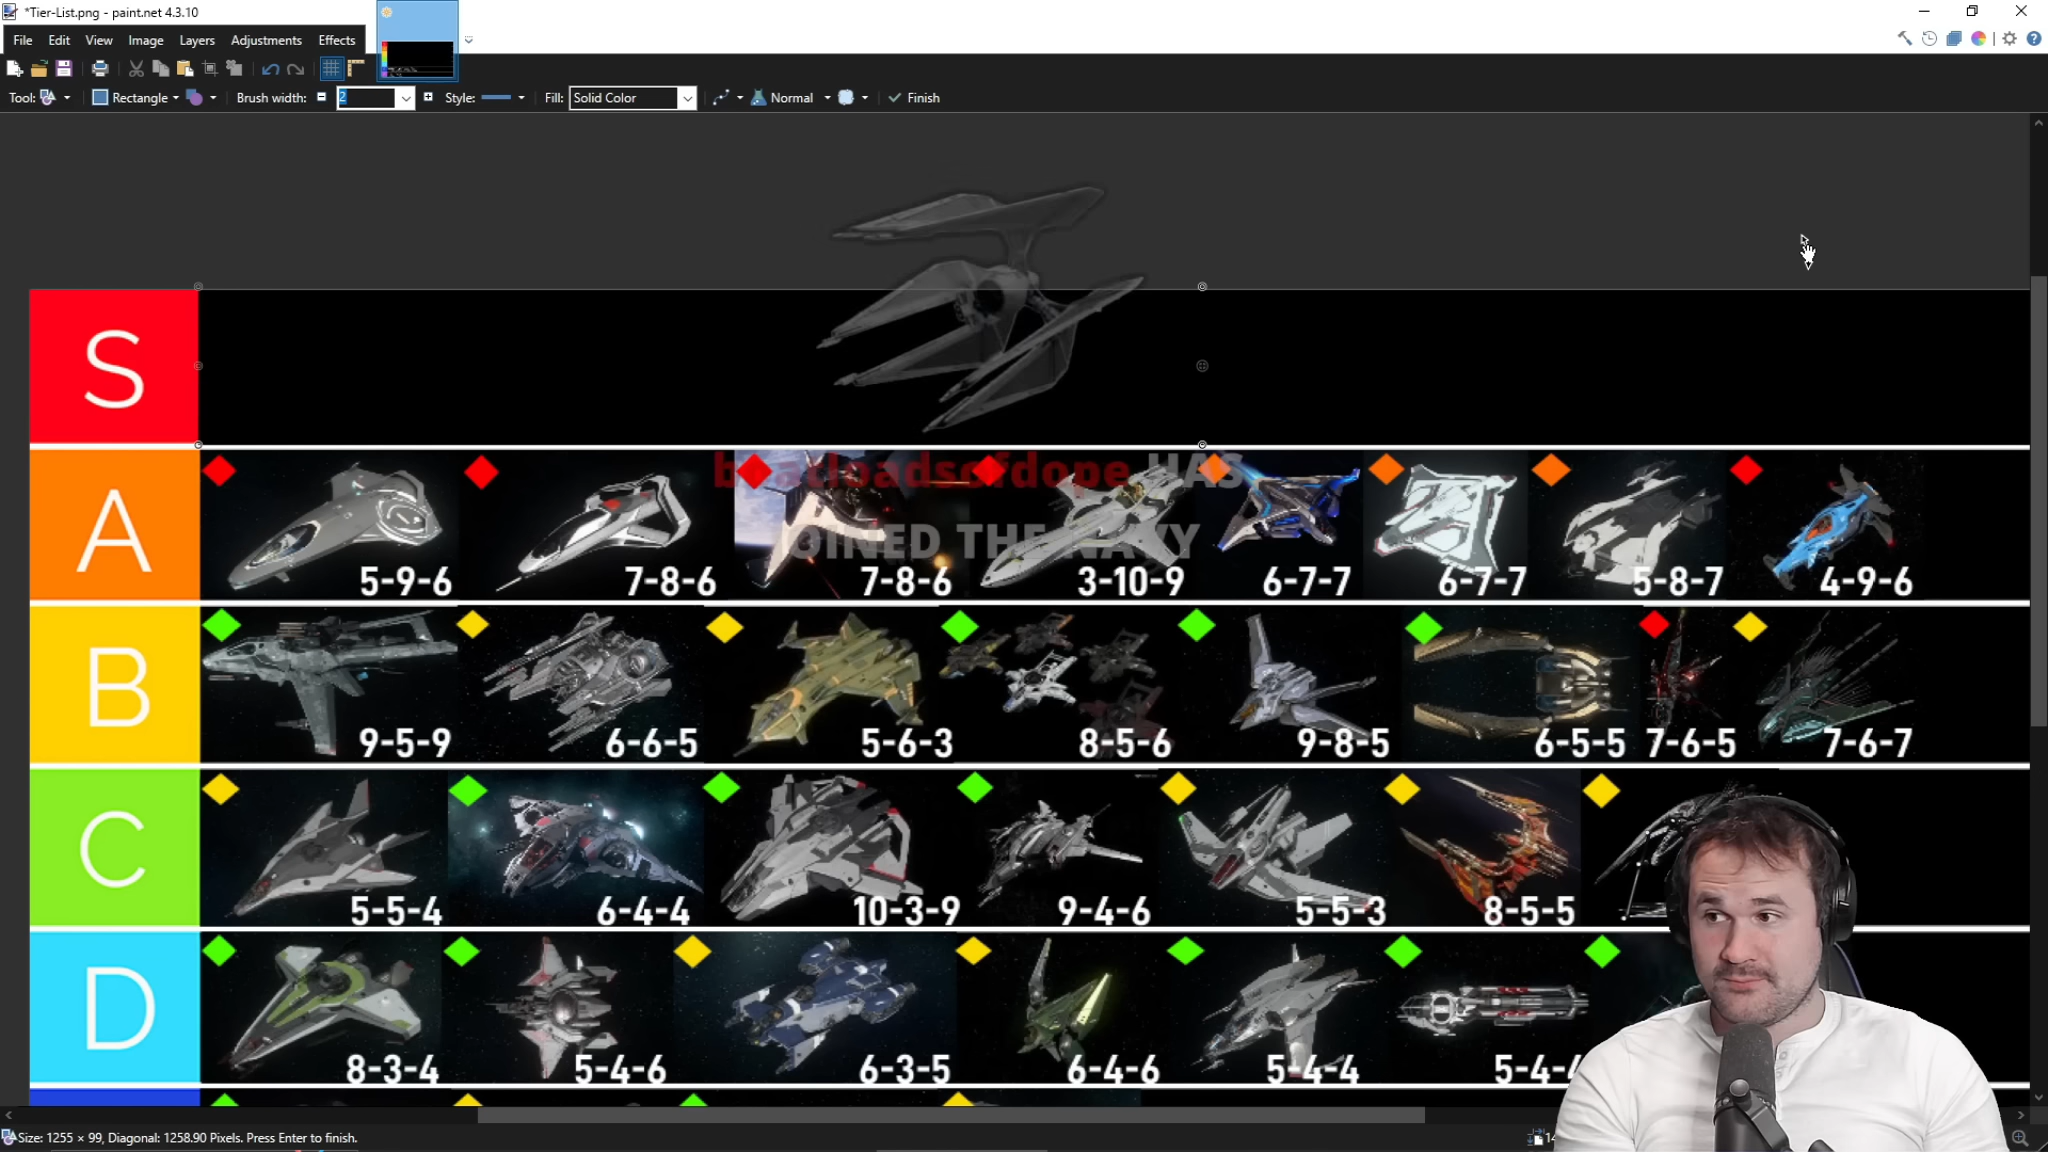 *Tier-List.png - paint.net 4.3.10
File Edit View Image Layers Adjustments Effects
Tool: Rectangle Brush width: 2 Style: Fill: Solid Color Normal Finish
S
HAS
JOINED THE NAVY
A
5-9-6 7-8-6 7-8-6 3-10-9 6-7-7 6-7-7 5-8-7 4-9-6
B
9-5-9 6-6-5 5-6-3 8-5-6 9-8-5 6-5-5 7-6-5 7-6-7
C
5-5-4 6-4-4 10-3-9 9-4-6 5-5-3 8-5-5
D
8-3-4 5-4-6 6-3-5 6-4-6 5-4-4
Size: 1255 × 99, Diagonal: 1258.90 Pixels. Press Enter to finish.